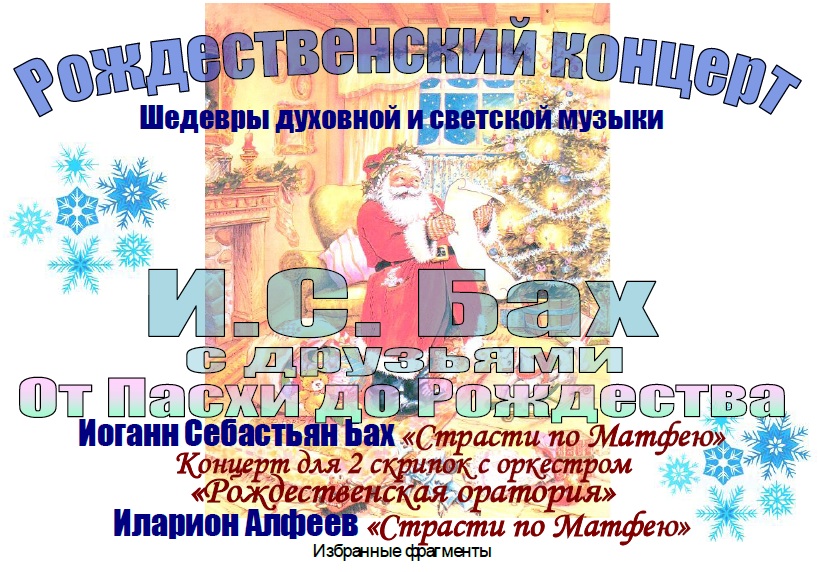 Рождественский концерт
Шедевры духовной и светской музыки
И.С. Бах
с друзьями
От Пасхи до Рождества
Иоганн Себастьян Бах «Страсти по Матфею»
Концерт для 2 скрипок с оркестром
«Рождественская оратория»
Иларион Алфеев «Страсти по Матфею»
Избранные фрагменты